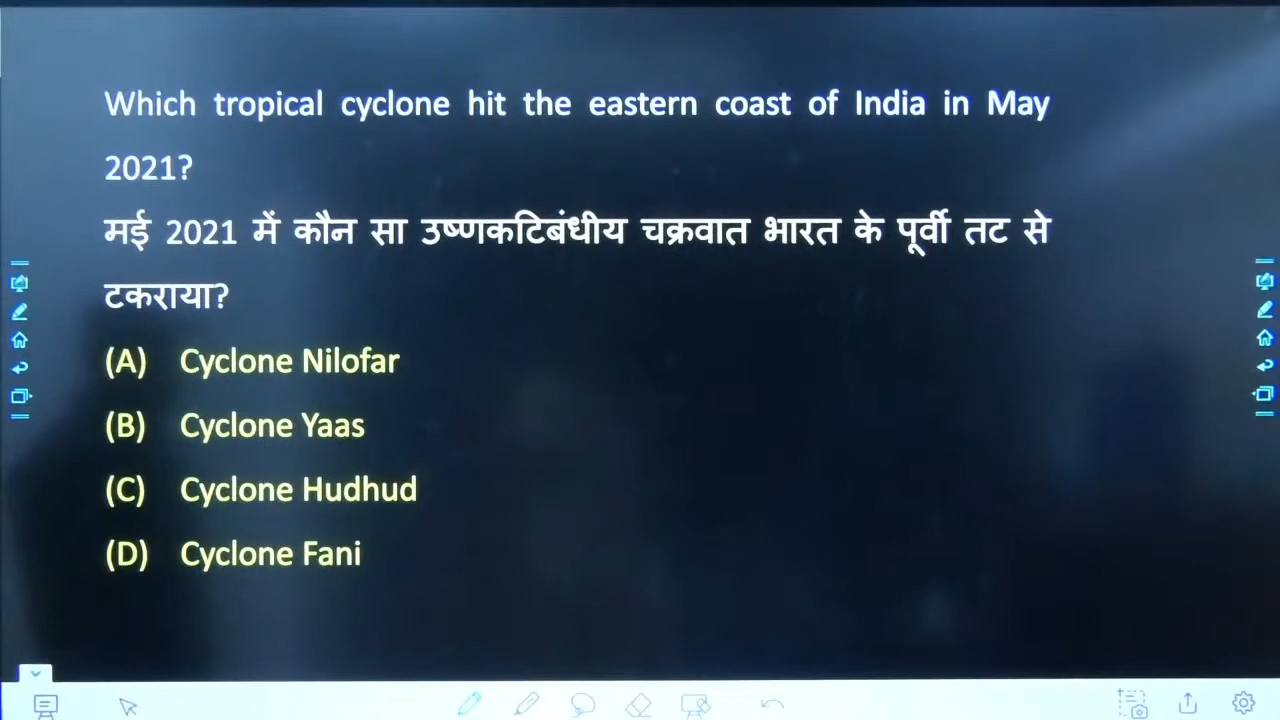 Which tropical cyclone hit the eastern coast of India in May
2021?
मई 2021 में कौन सा उष्णकटिबंधीय चक्रवात भारत के पूर्वी तट से
टकराया?
(A) Cyclone Nilofar
(B) Cyclone Yaas
(C) Cyclone Hudhud
(D) Cyclone Fani